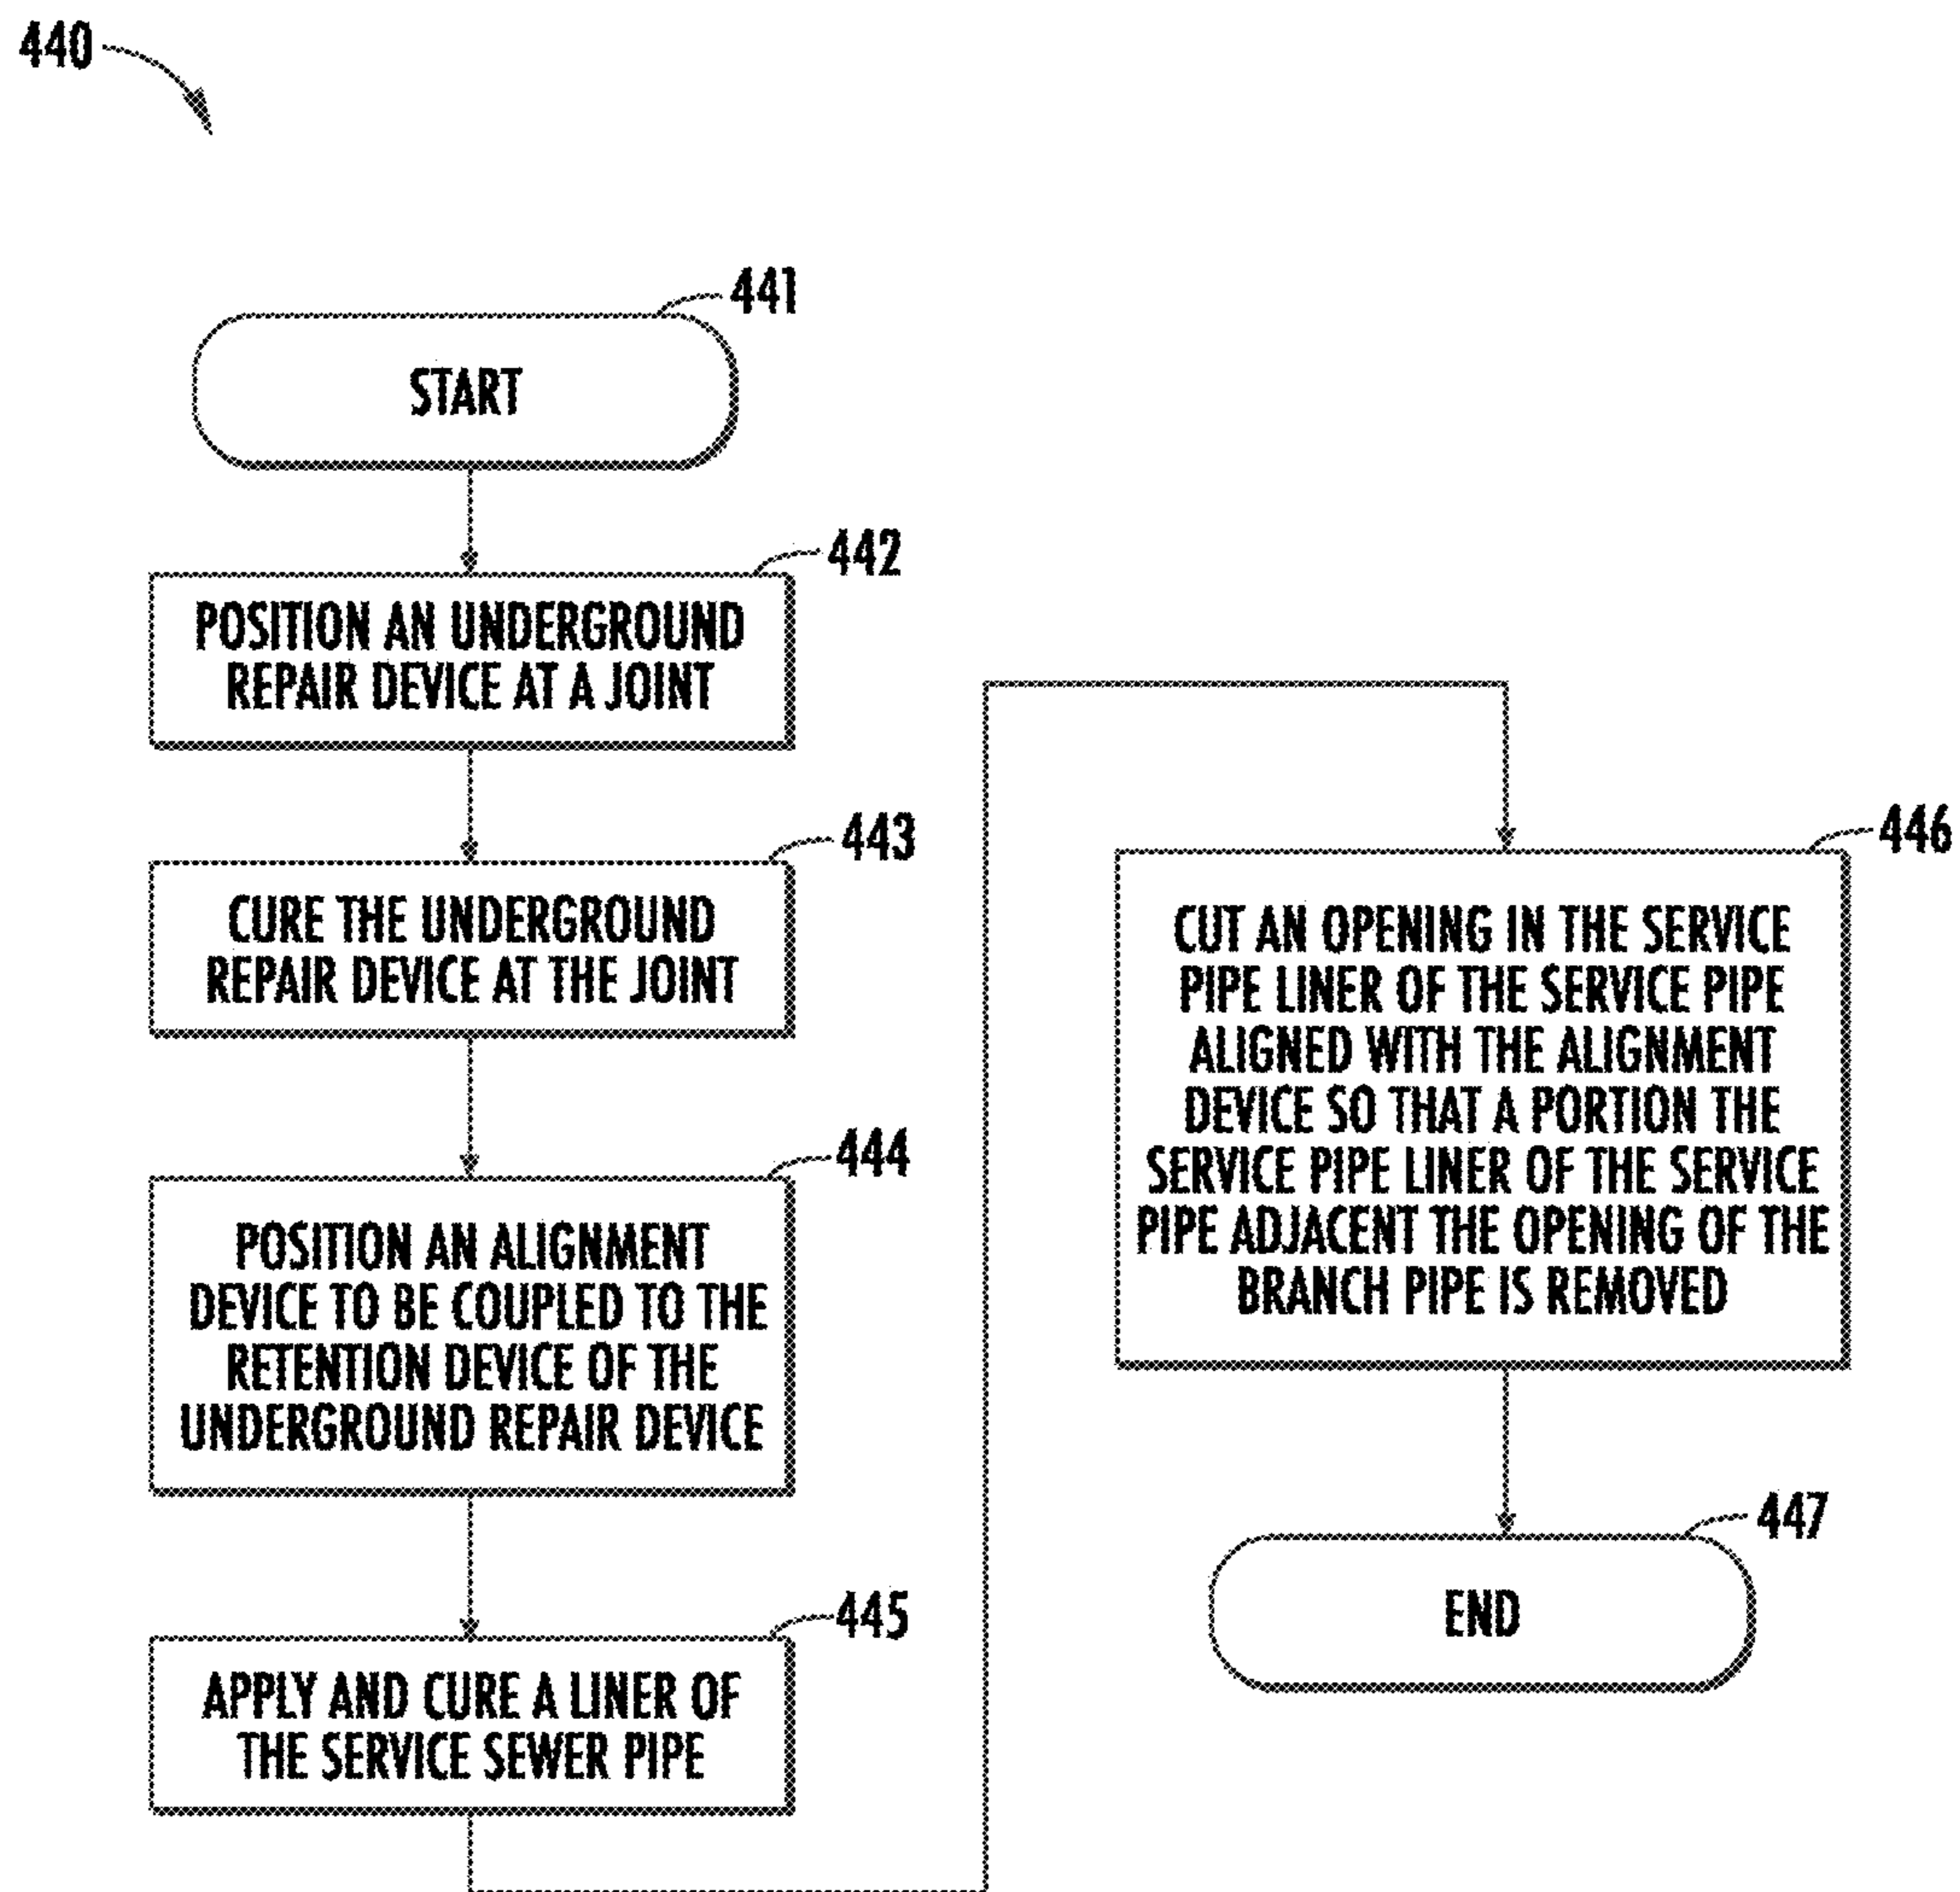 440
441
START
442
POSITION AN UNDERGROUND
REPAIR DEVICE AT A JOINT
443
CURE THE UNDERGROUND
REPAIR DEVICE AT THE JOINT
444
POSITION AN ALIGNMENT
DEVICE TO BE COUPLED TO THE
RETENTION DEVICE OF THE
UNDERGROUND REPAIR DEVICE
445
APPLY AND CURE A LINER OF
THE SERVICE SEWER PIPE
446
CUT AN OPENING IN THE SERVICE
PIPE LINER OF THE SERVICE PIPE
ALIGNED WITH THE ALIGNMENT
DEVICE SO THAT A PORTION THE
SERVICE PIPE LINER OF THE SERVICE
PIPE ADJACENT THE OPENING OF THE
BRANCH PIPE IS REMOVED
447
END